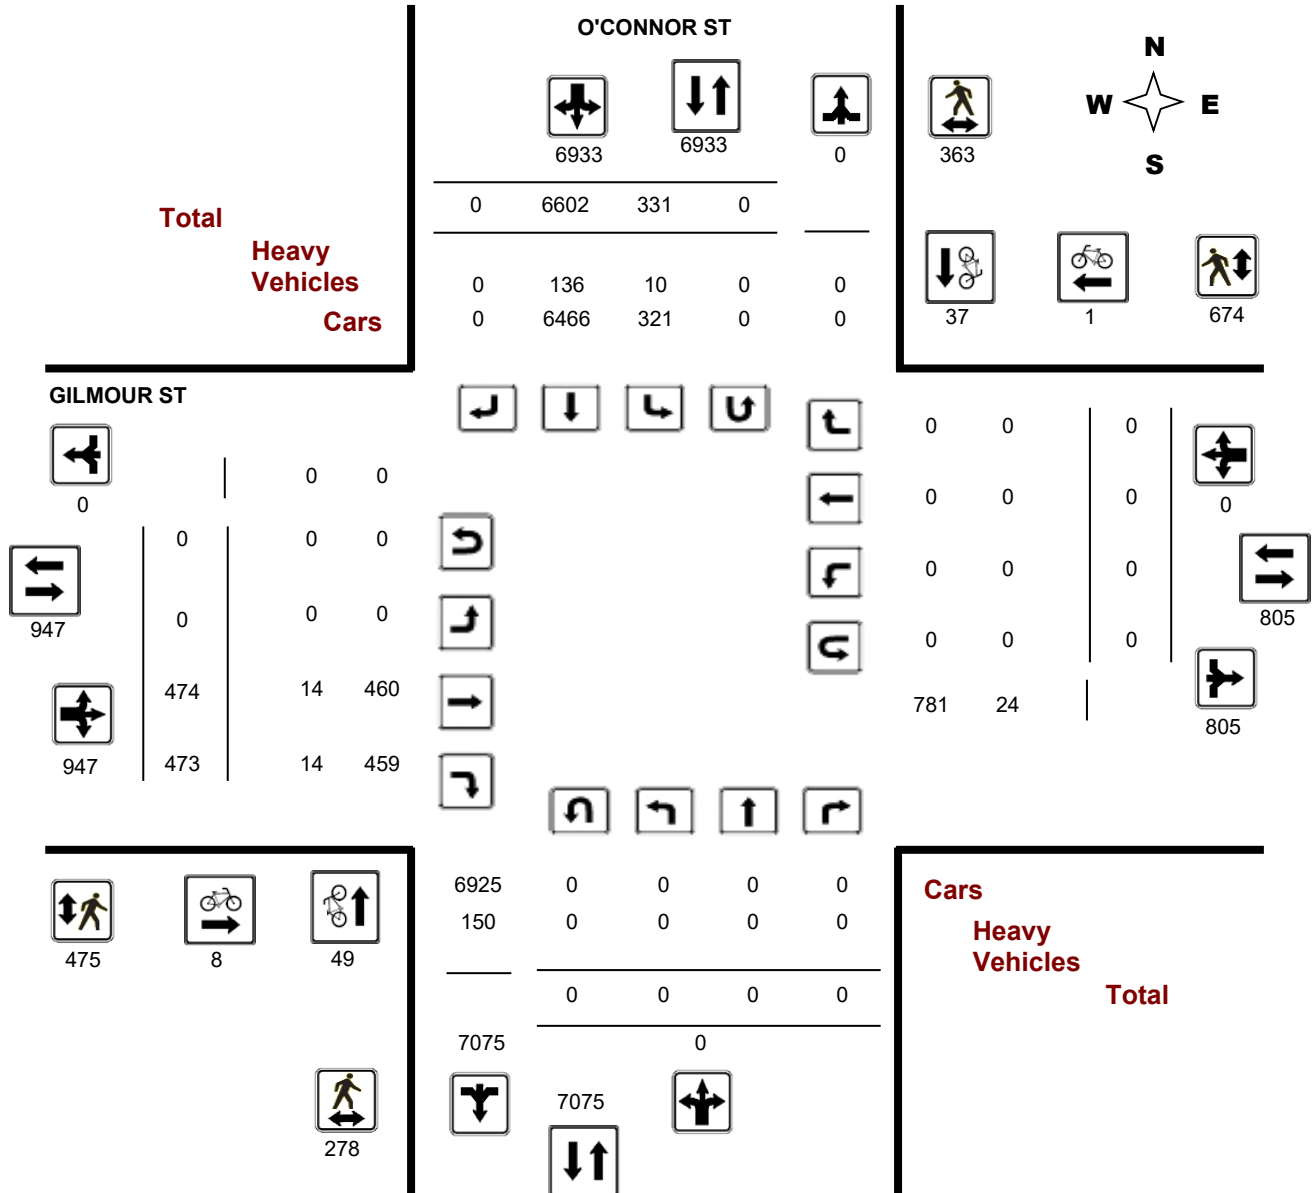 O'CONNOR ST
N
W E
S
6933 6933 0 363
0 6602 331 0
Total
Heavy
Vehicles 0 136 10 0 0
Cars 0 6466 321 0 0
37 1 674
GILMOUR ST
0 0 0
0 0 0
0
0 0 0
0 0 0
0
947
0 0 0
0 0 0
805
0 0 0
474 14 460
781 24
805
947 473 14 459
6925 0 0 0 0
150 0 0 0 0
475 8 49
Cars
Heavy
Vehicles
Total
0 0 0 0
7075 0
7075
278